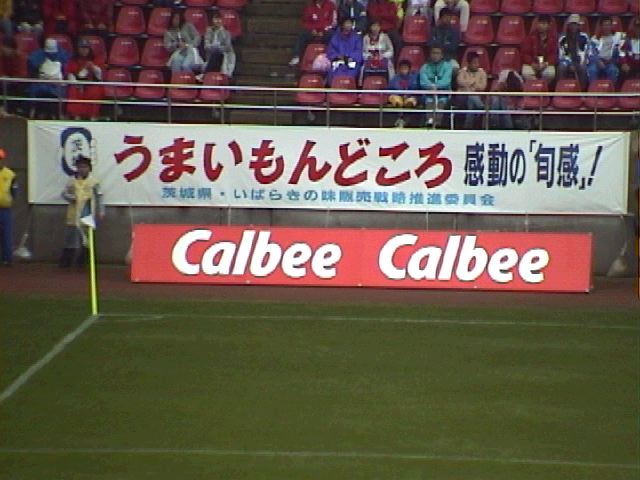 うまいもんどころ 感動の「旬感」!
茨城県・いばらきの味販売戦略推進委員会
Calbee Calbee